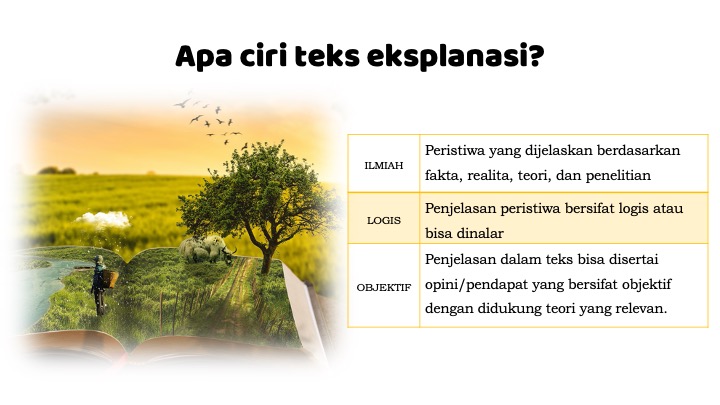 Apa ciri teks eksplanasi?
ILMIAH
Peristiwa yang dijelaskan berdasarkan
fakta, realita, teori, dan penelitian
LOGIS
Penjelasan peristiwa bersifat logis atau
bisa dinalar
OBJEKTIF
Penjelasan dalam teks bisa disertai
opini/pendapat yang bersifat objektif
dengan didukung teori yang relevan.